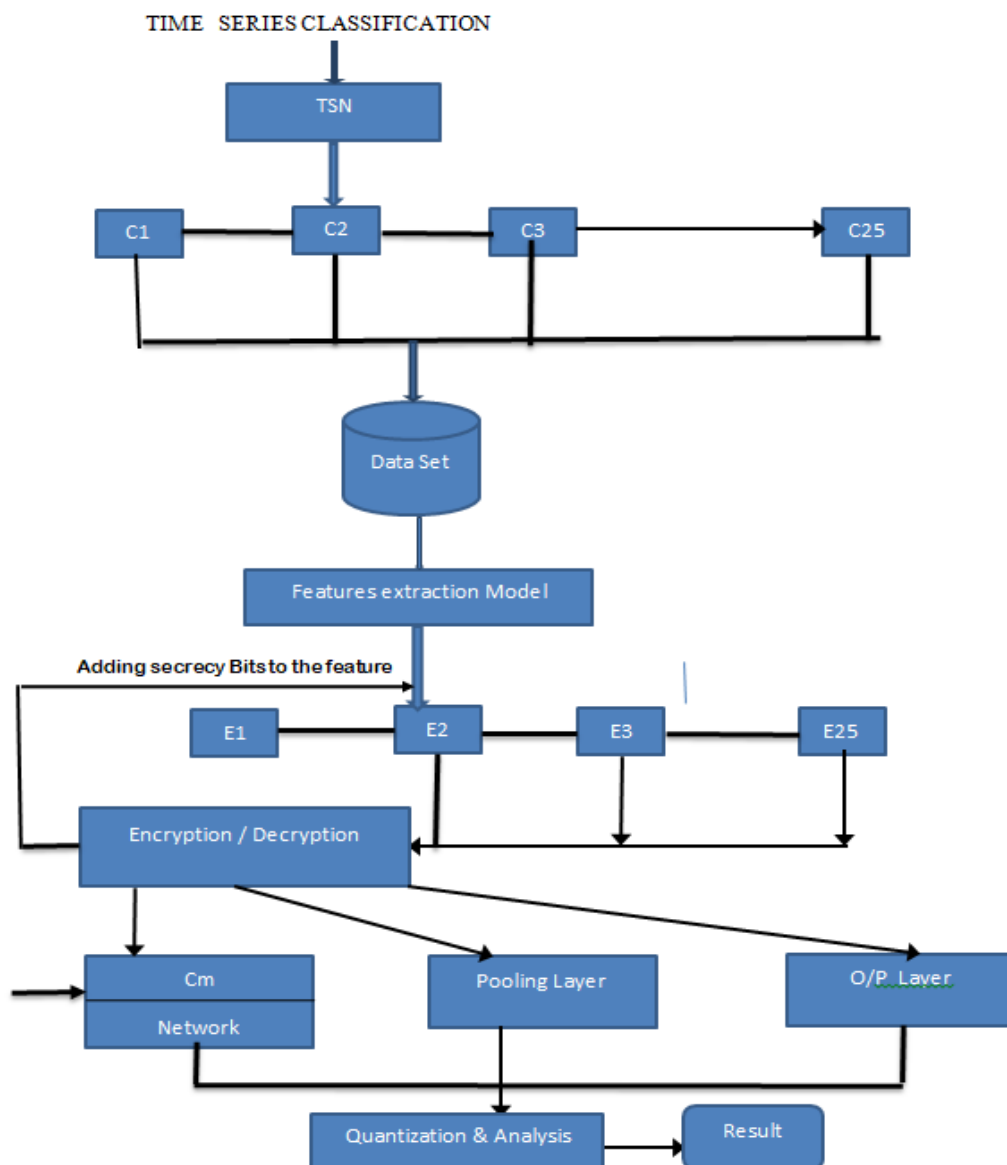 TIME SERIES CLASSIFICATION
TSN
C1
C2
C3
C25
Data Set
Features extraction Model
Adding secrecy Bits to the feature
E1
E2
E3
E25
Encryption / Decryption
Cm
Network
Pooling Layer
O/P Layer
Quantization & Analysis
Result